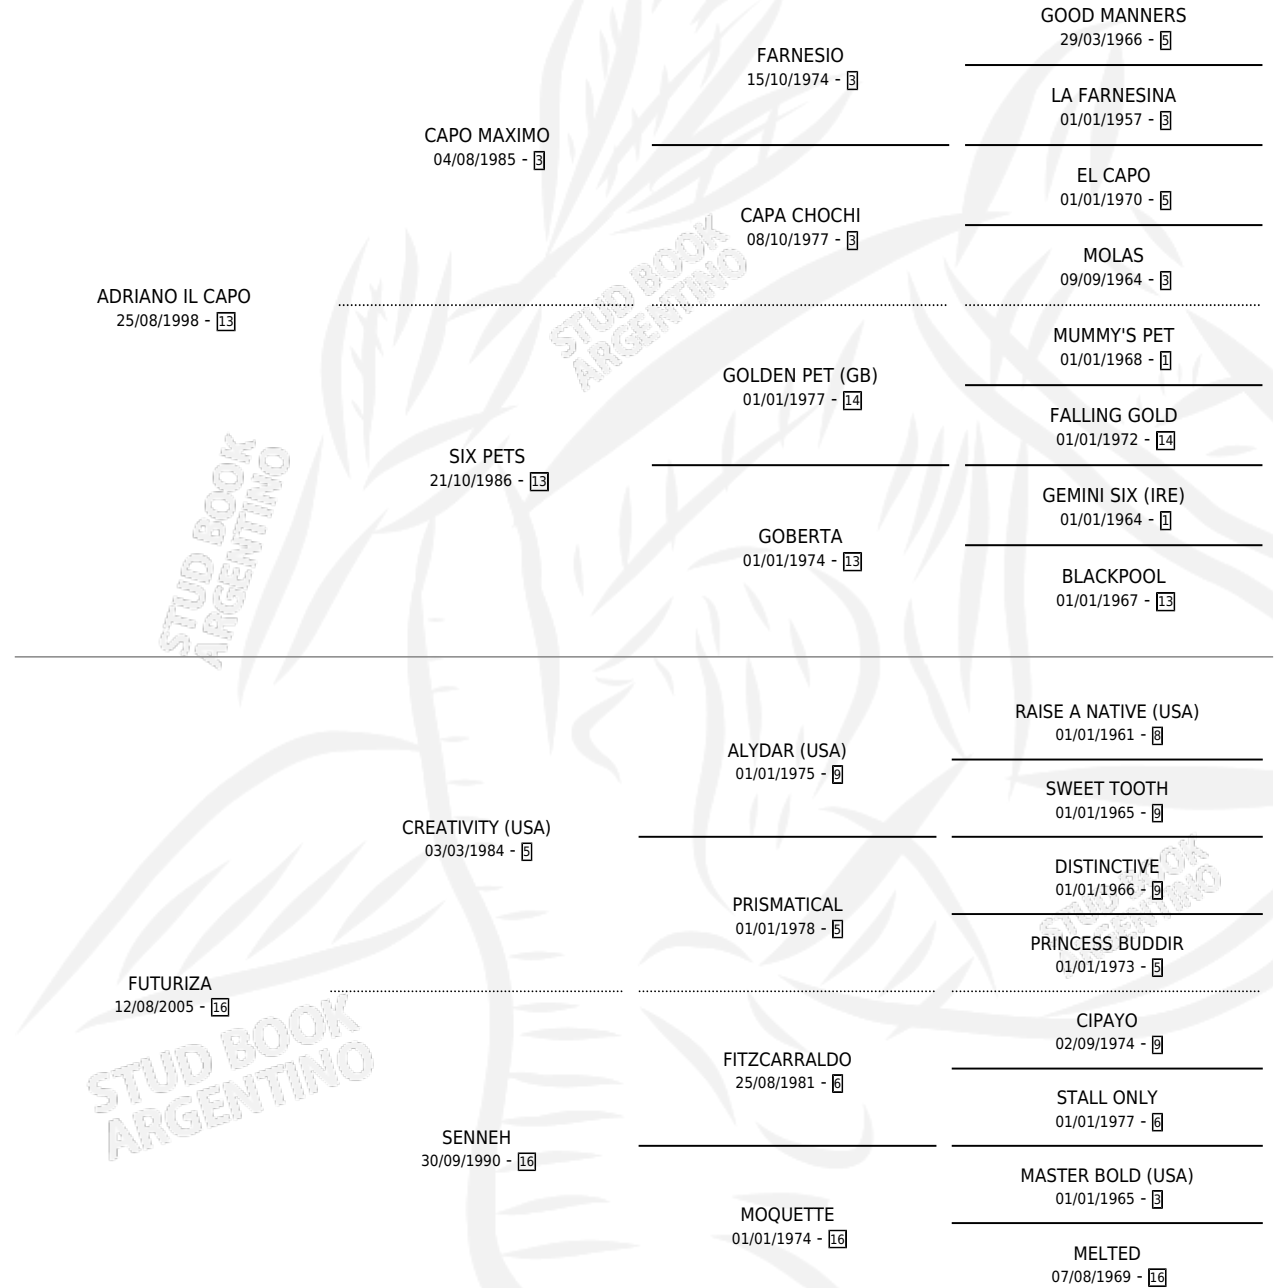 GOOD MANNERS
29/03/1966 - 5
FARNESIO
15/10/1974 - 3
LA FARNESINA
01/01/1957 - 3
CAPO MAXIMO
04/08/1985 - 3
EL CAPO
01/01/1970 - 5
CAPA CHOCHI
08/10/1977 - 3
MOLAS
09/09/1964 - 3
ADRIANO IL CAPO
25/08/1998 - 13
MUMMY'S PET
01/01/1968 - 1
GOLDEN PET (GB)
01/01/1977 - 14
FALLING GOLD
01/01/1972 - 14
SIX PETS
21/10/1986 - 13
GEMINI SIX (IRE)
01/01/1964 - 1
GOBERTA
01/01/1974 - 13
BLACKPOOL
01/01/1967 - 13
RAISE A NATIVE (USA)
01/01/1961 - 8
ALYDAR (USA)
01/01/1975 - 9
SWEET TOOTH
01/01/1965 - 9
CREATIVITY (USA)
03/03/1984 - 5
DISTINCTIVE
01/01/1966 - 9
PRISMATICAL
01/01/1978 - 5
PRINCESS BUDDIR
01/01/1973 - 5
FUTURIZA
12/08/2005 - 16
CIPAYO
02/09/1974 - 9
FITZCARRALDO
25/08/1981 - 6
STALL ONLY
01/01/1977 - 6
SENNEH
30/09/1990 - 16
MASTER BOLD (USA)
01/01/1965 - 3
MOQUETTE
01/01/1974 - 16
MELTED
07/08/1969 - 16
STUD BOOK
ARGENTINO
STUD BOOK
ARGENTINO
STUD BOOK
ARGENTINO
STUD BOOK
ARGENTINO